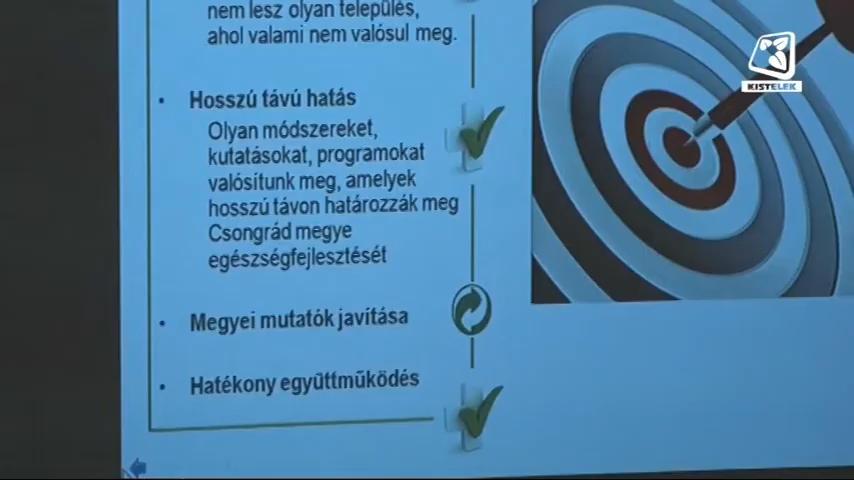 nem lesz olyan település,
ahol valami nem valósul meg.
• Hosszú távú hatás
Olyan módszereket,
kutatásokat, programokat
valósítunk meg, amelyek
hosszú távon határozzák meg
Csongrád megye
egészségfejlesztését
• Megyei mutatók javítása
• Hatékony együttműködés
KISTELEK